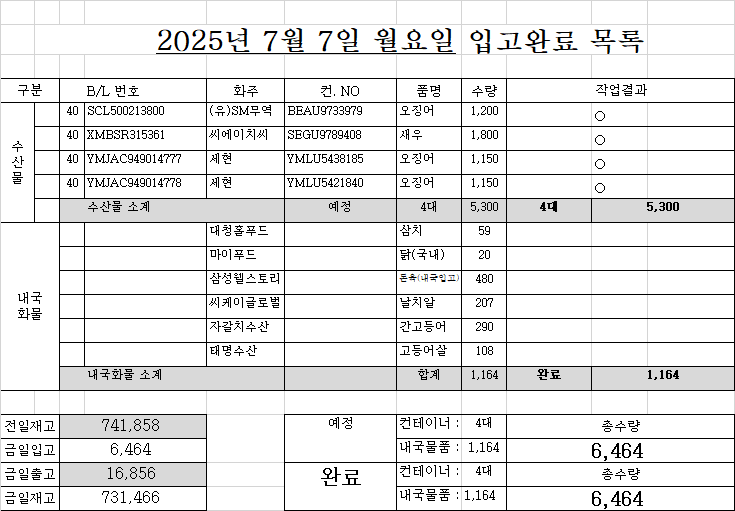 2025년 7월 7일 월요일 입고완료 목록
구분 B/L 번호 화주 컨. NO 품명 수량 작업결과
수산물
40 SCL500213800 (유)SM무역 BEAU9733979 오징어 1,200 ○
40 XMBSR315361 씨에이치씨 SEGU9789408 새우 1,800 ○
40 YMJAC949014777 제현 YMLU5438185 오징어 1,150 ○
40 YMJAC949014778 제현 YMLU5421840 오징어 1,150 ○
수산물 소계 예정 4대 5,300 4대 5,300
내국
화물
대청홀푸드 삼치 59
마이푸드 닭(국내) 20
삼성웰스토리 돈육(내국입고) 480
씨케이글로벌 날치알 207
자갈치수산 간고등어 290
태명수산 고등어살 108
내국화물 소계 합계 1,164 완료 1,164
전일재고 741,858 예정 컨테이너 : 4대 총수량
금일입고 6,464 내국물품 : 1,164 6,464
금일출고 16,856 완료 컨테이너 : 4대 총수량
금일재고 731,466 내국물품 : 1,164 6,464